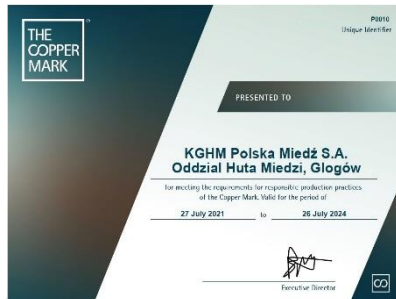 THE
COPPER
MARK
P0010
Unique Identifier
PRESENTED TO
KGHM Polska Miedź S.A.
Oddzial Huta Miedzi, Glogów
for meeting the requirements for responsible production practices
of the Copper Mark. Valid for the period of
27 July 2021 to 26 July 2024
Executive Director